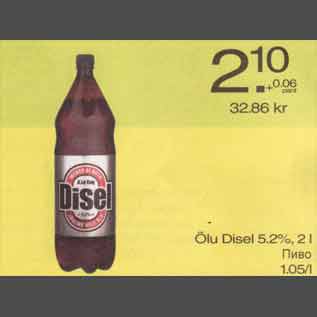 2.10
+0.06
pant
32.86 kr
Disel
Õlu Disel 5.2%, 2 l
Пиво
1.05/l